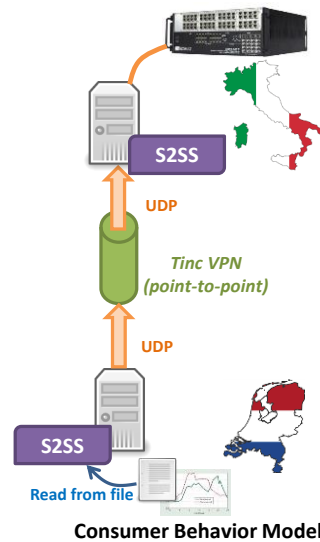 S2SS
UDP
Tinc VPN
(point-to-point)
UDP
S2SS
Read from file
Consumer Behavior Model